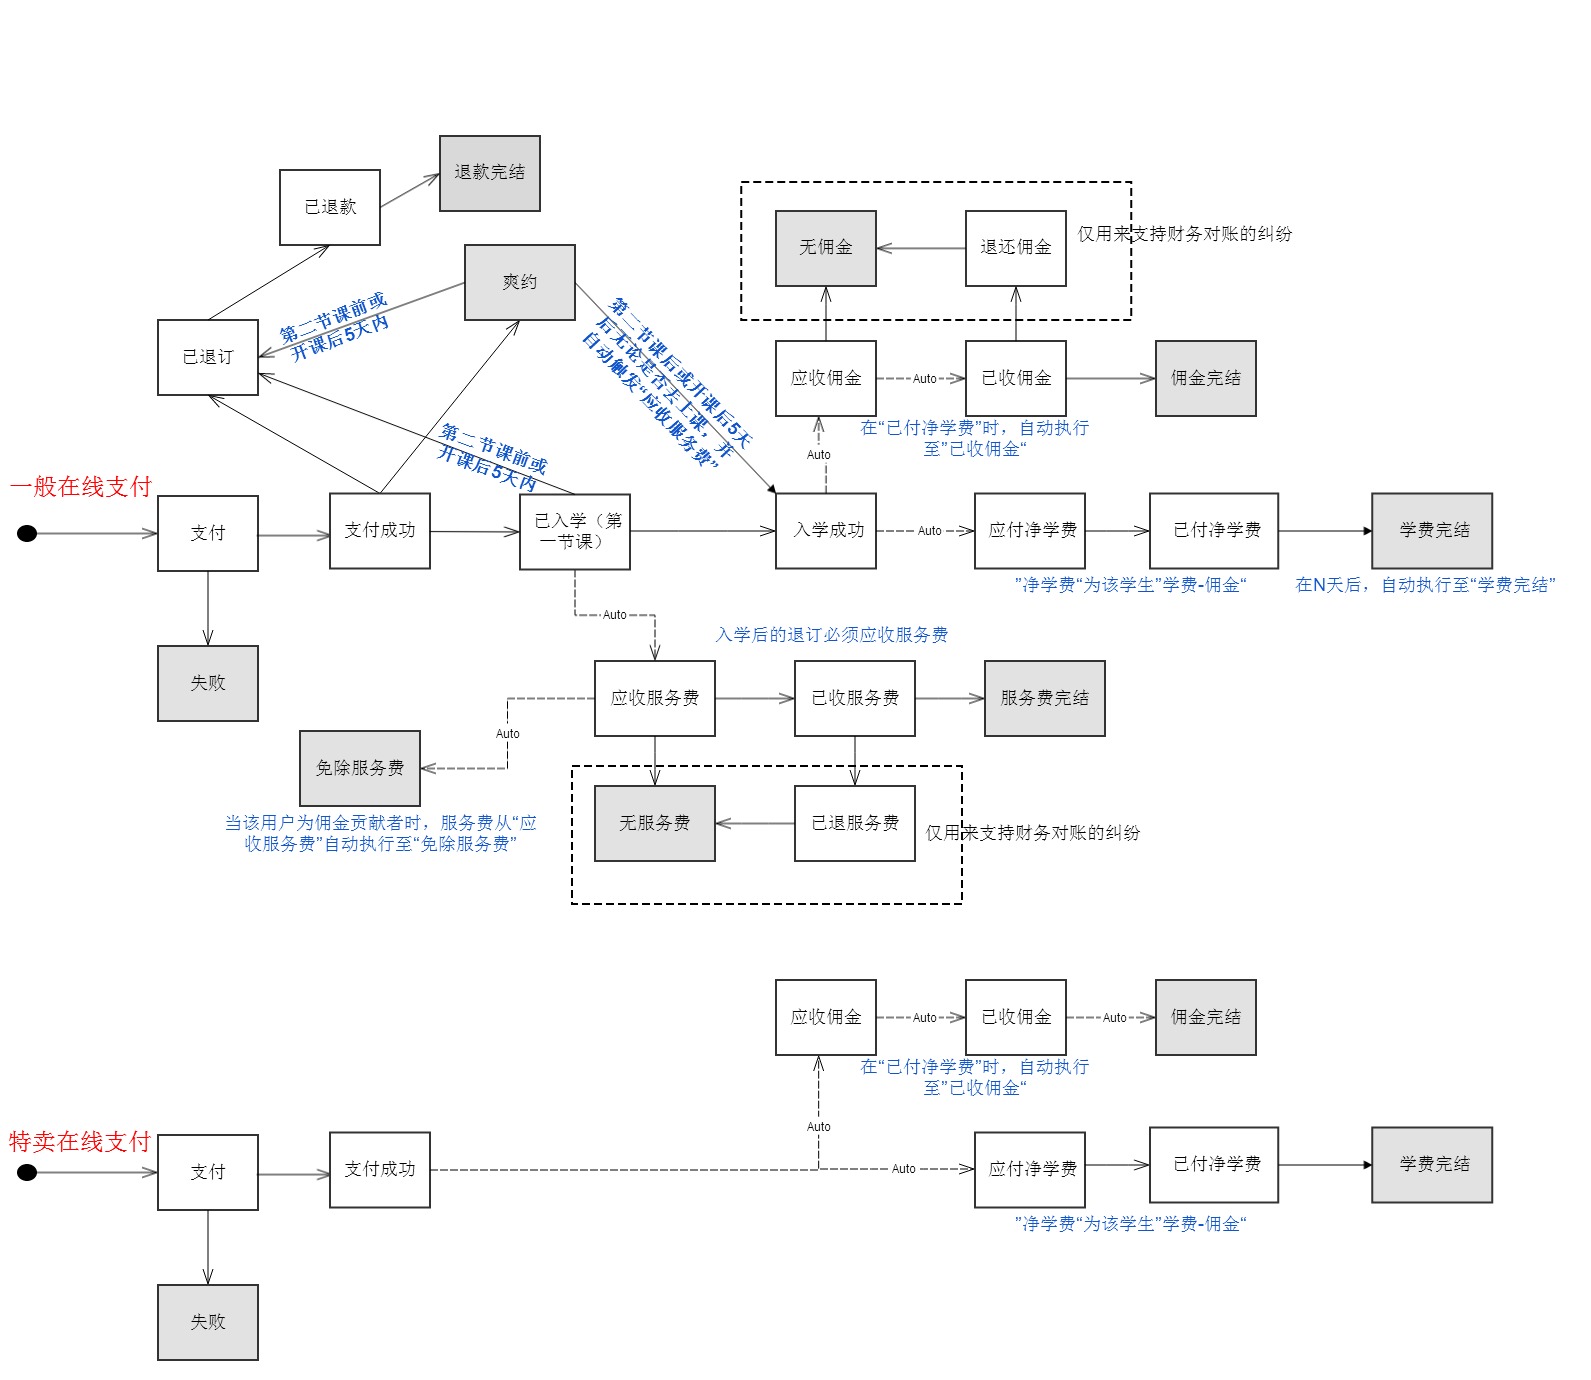 退款完结
已退款
无佣金
退还佣金
仅用来支持财务对账的纠纷
爽约
第二节课前或
开课后5天内
第二节课后或开课后5天
后无论是否去上课，并
自动触发“应收服务费”
已退订
应收佣金
Auto
已收佣金
佣金完结
在“已付净学费”时，自动执行
至”已收佣金“
第二节课前或
开课后5天内
Auto
一般在线支付
支付
支付成功
已入学（第
一节课）
入学成功
Auto
应付净学费
已付净学费
学费完结
”净学费“为该学生”学费-佣金“
在N天后，自动执行至“学费完结”
Auto
入学后的退订必须应收服务费
失败
应收服务费
已收服务费
服务费完结
Auto
免除服务费
当该用户为佣金贡献者时，服务费从“应
收服务费”自动执行至“免除服务费”
无服务费
已退服务费
仅用来支持财务对账的纠纷
应收佣金
Auto
已收佣金
Auto
佣金完结
在“已付净学费”时，自动执行
至”已收佣金“
Auto
特卖在线支付
支付
支付成功
Auto
应付净学费
已付净学费
学费完结
”净学费“为该学生”学费-佣金“
失败